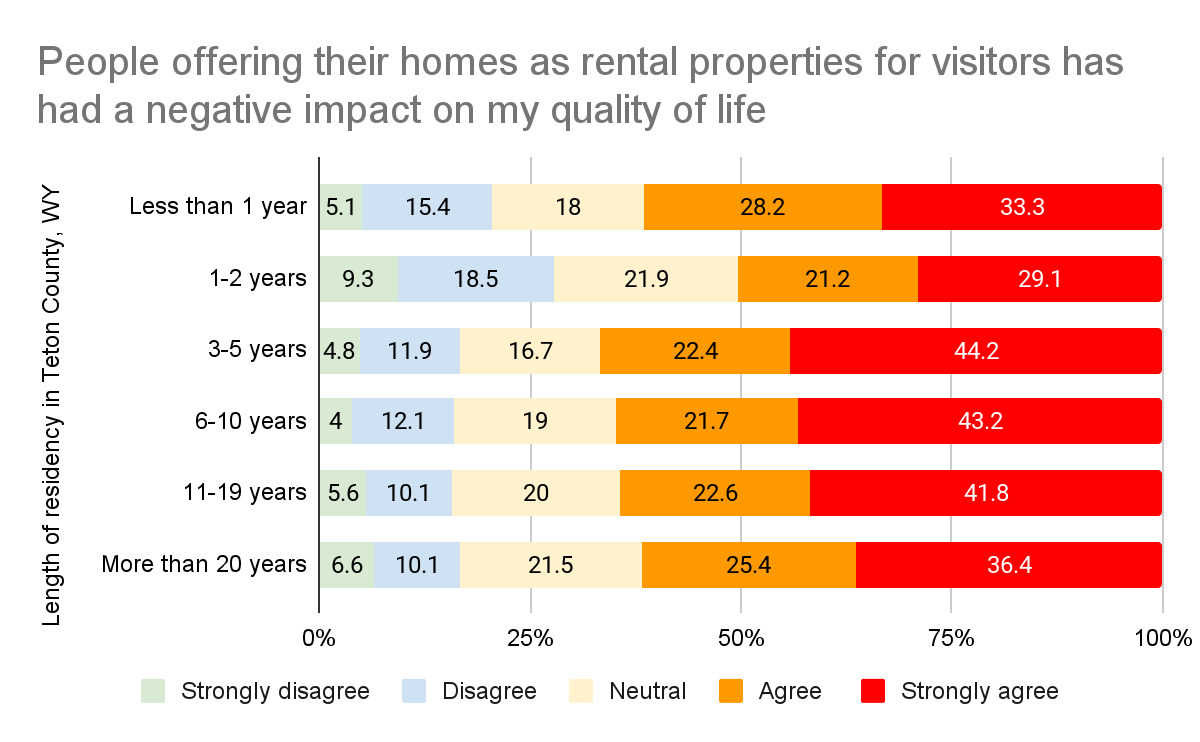 People offering their homes as rental properties for visitors has
had a negative impact on my quality of life
Length of residency in Teton County, WY
Less than 1 year 5.1 15.4 18 28.2 33.3
1-2 years 9.3 18.5 21.9 21.2 29.1
3-5 years 4.8 11.9 16.7 22.4 44.2
6-10 years 4 12.1 19 21.7 43.2
11-19 years 5.6 10.1 20 22.6 41.8
More than 20 years 6.6 10.1 21.5 25.4 36.4
0% 25% 50% 75% 100%
Strongly disagree Disagree Neutral Agree Strongly agree